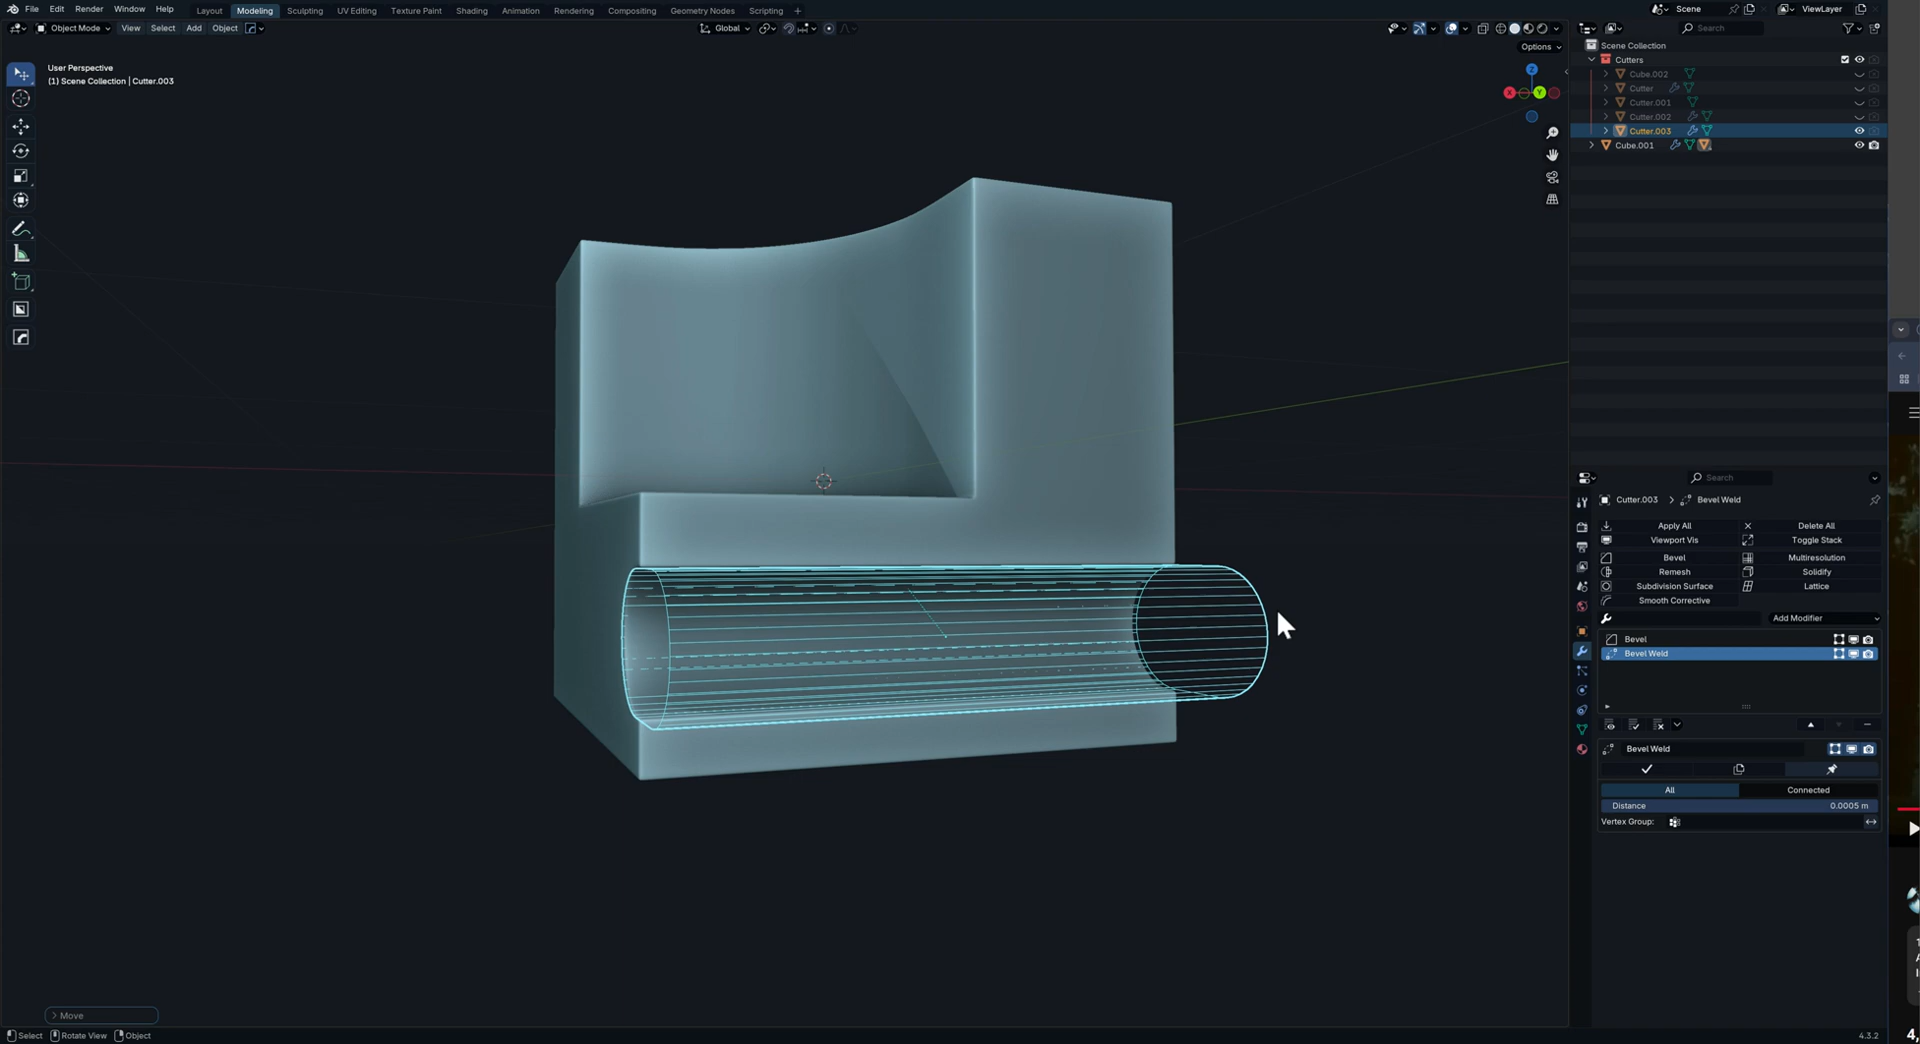 File Edit Render Window Help Layout Modeling Sculpting UV Editing Texture Paint Shading Animation Rendering Compositing Geometry Nodes Scripting + Scene ViewLayer
Object Mode View Select Add Object Global Search
Options
User Perspective
(1) Scene Collection | Cutter.003
Z
X
Y
Scene Collection
Cutters
Cube.002
Cutter
Cutter.001
Cutter.002
Cutter.003
Cube.001
Search
Cutter.003 > Bevel Weld
Apply All Delete All
Viewport Vis Toggle Stack
Bevel Multiresolution
Remesh Solidify
Subdivision Surface Lattice
Smooth Corrective
Add Modifier
Bevel
Bevel Weld
Bevel Weld
All Connected
Distance 0.0005 m
Vertex Group:
> Move
Select Rotate View Object 4.3.2
4,